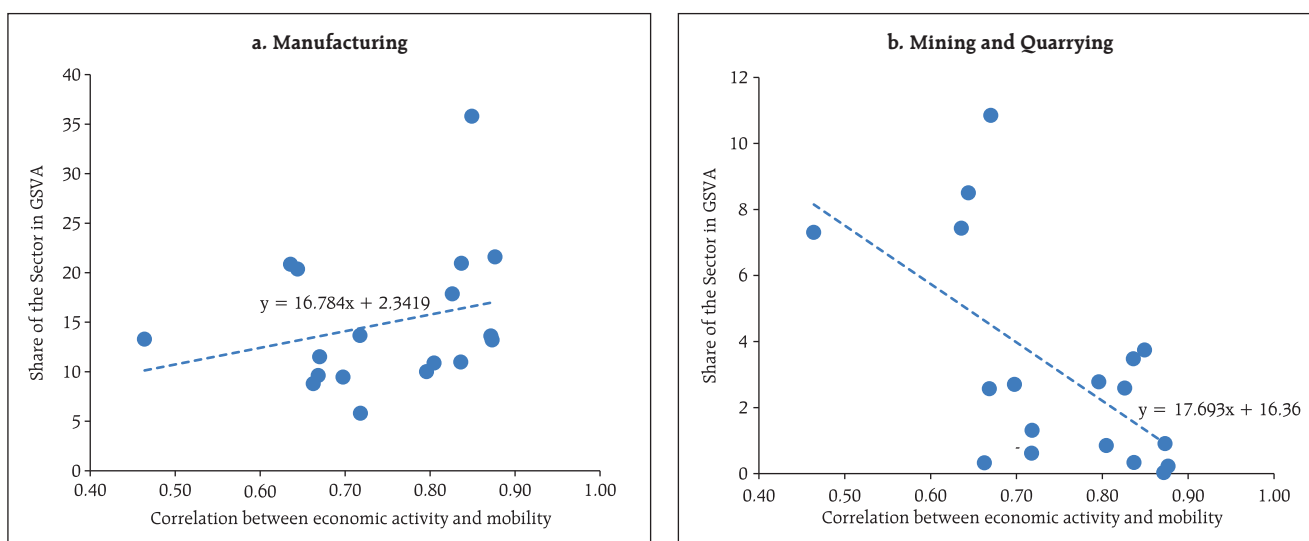 a. Manufacturing
Share of the Sector in GSVA
40
35
30
25
20
15
10
5
0
y = 16.784x + 2.3419
0.40 0.50 0.60 0.70 0.80 0.90 1.00
Correlation between economic activity and mobility
b. Mining and Quarrying
Share of the Sector in GSVA
12
10
8
6
4
2
0
y = 17.693x + 16.36
0.40 0.50 0.60 0.70 0.80 0.90 1.00
Correlation between economic activity and mobility